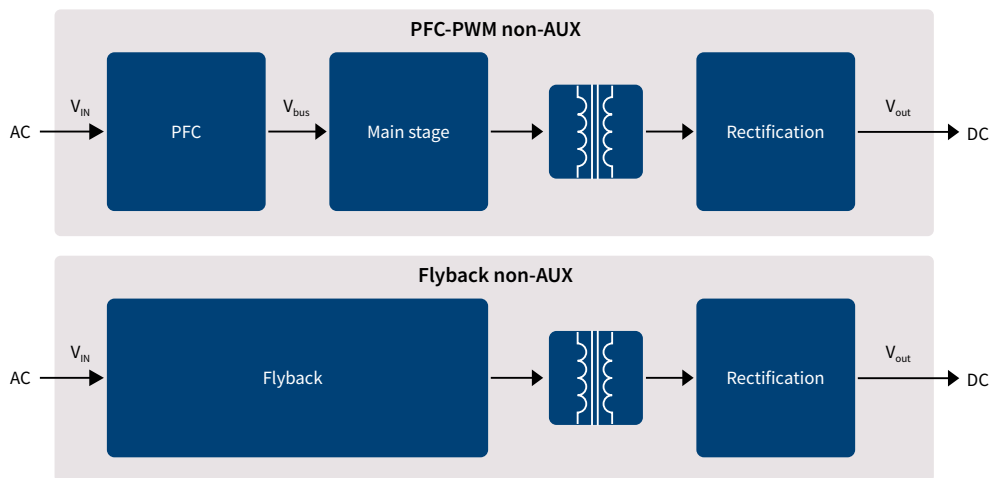 PFC-PWM non-AUX
AC
V_IN
PFC
V_bus
Main stage
Rectification
V_out
DC
Flyback non-AUX
AC
V_IN
Flyback
Rectification
V_out
DC